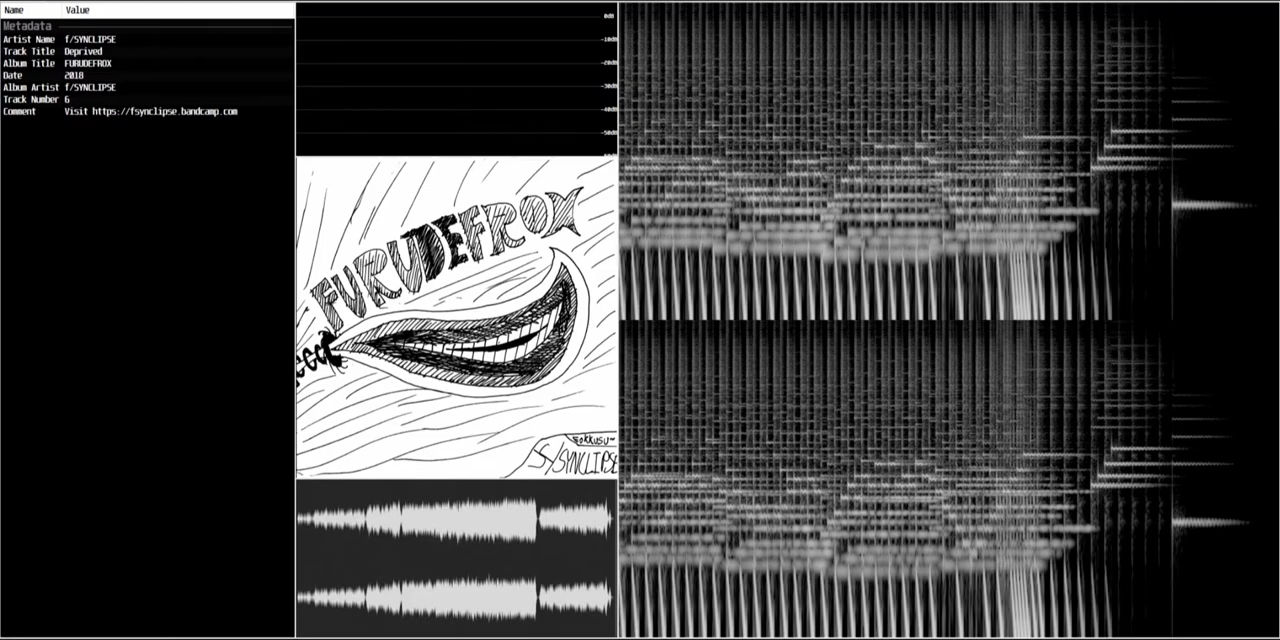 Name Value
Metadata
Artist Name f/SYNCLIPSE
Track Title Deprived
Album Title FURUDEFROX
Date 2018
Album Artist f/SYNCLIPSE
Track Number 6
Comment Visit https://fsynclipse.bandcamp.com
0dB
-10dB
-20dB
-30dB
-40dB
-50dB
FURUDEFROX
sokkusu~
S/SYNCLIPSE